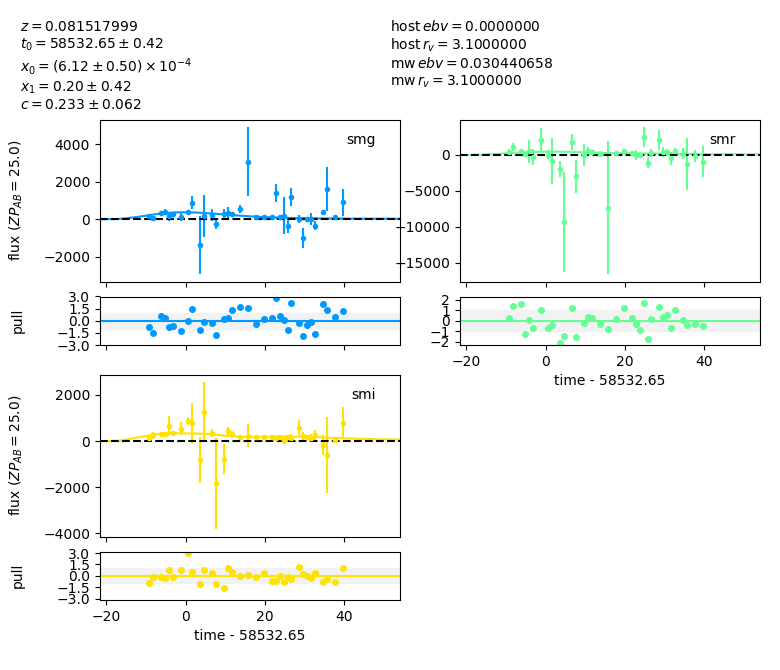 z = 0.081517999
t₀ = 58532.65 ± 0.42
x₀ = (6.12 ± 0.50) × 10⁻⁴
x₁ = 0.20 ± 0.42
c = 0.233 ± 0.062
host ebv = 0.0000000
host r_v = 3.1000000
mw ebv = 0.030440658
mw r_v = 3.1000000
smg
4000
2000
0
−2000
flux (ZP_AB = 25.0)
smr
0
−5000
−10000
−15000
3.0
1.5
0.0
−1.5
−3.0
pull
2
1
0
−1
−2
−20 0 20 40
time - 58532.65
smi
2000
0
−2000
−4000
flux (ZP_AB = 25.0)
3.0
1.5
0.0
−1.5
−3.0
pull
−20 0 20 40
time - 58532.65